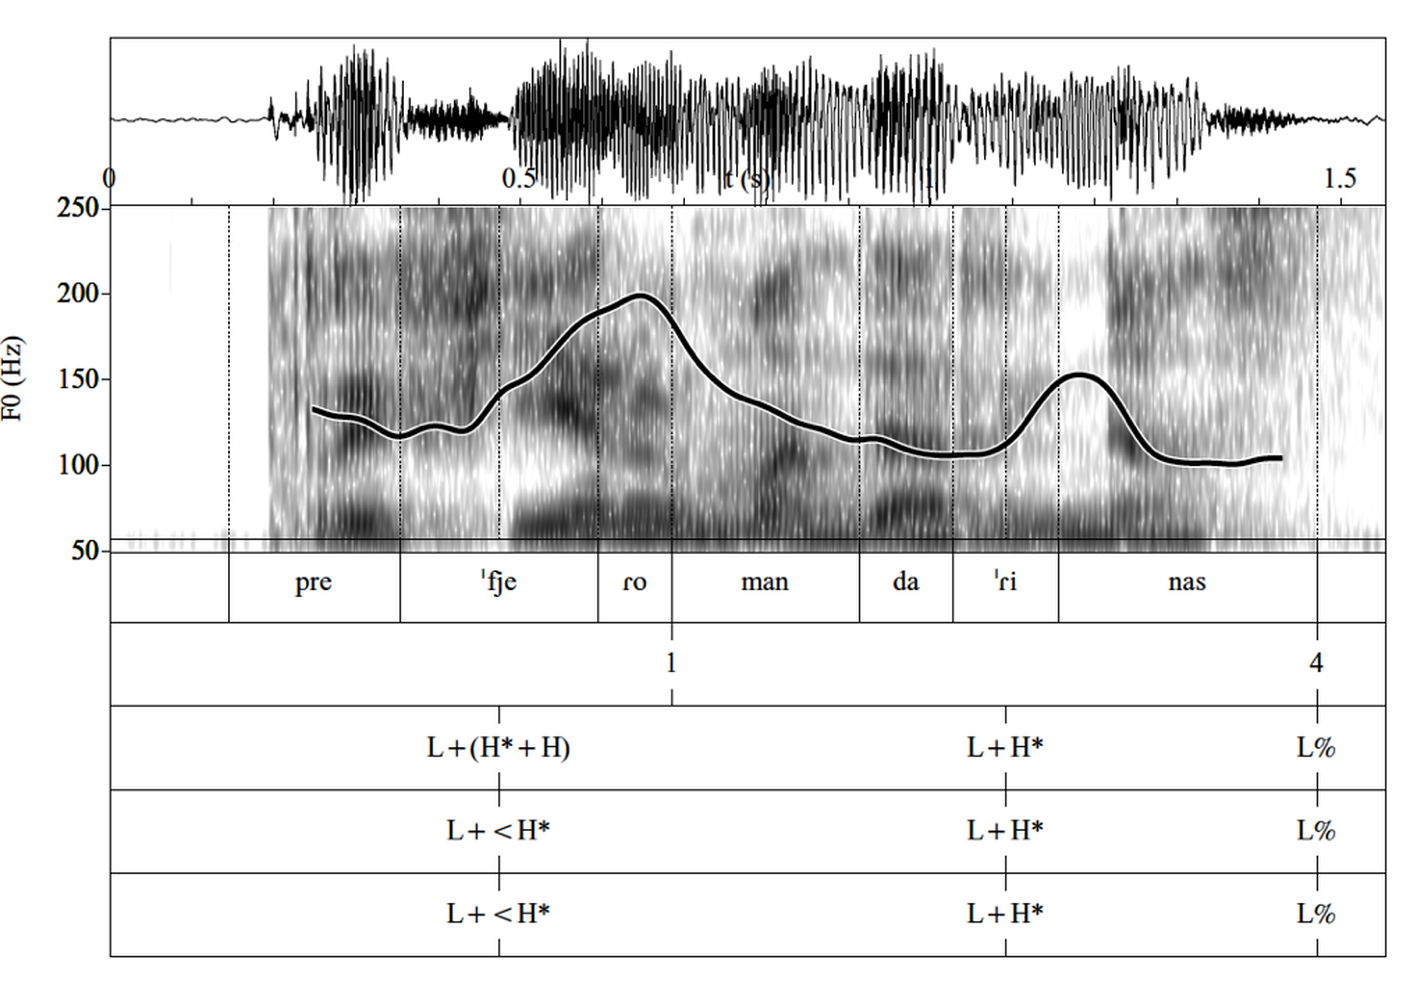 0 0.5 t (s) 1 1.5
250
200
150
100
50
F0 (Hz)
pre ˈfje ɾo man da ˈɾi nas
1 4
L+(H*+H) L+H* L%
L+<H* L+H* L%
L+<H* L+H* L%